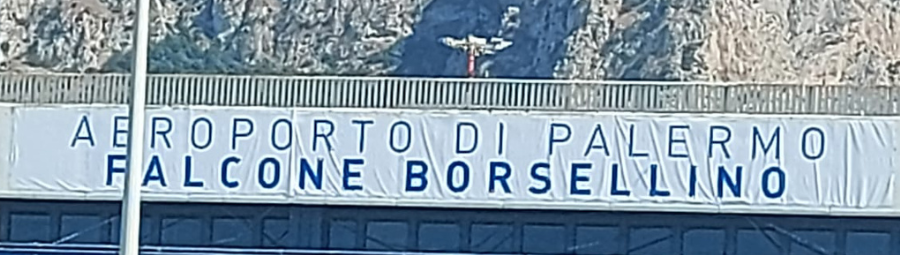 AEROPORTO DI PALERMO
FALCONE BORSELLINO